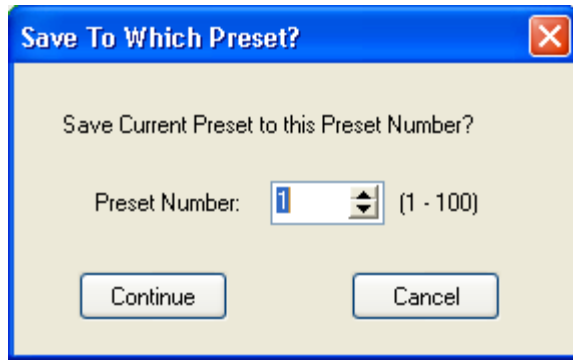 Save To Which Preset?
Save Current Preset to this Preset Number?
Preset Number: 1 (1 - 100)
Continue Cancel